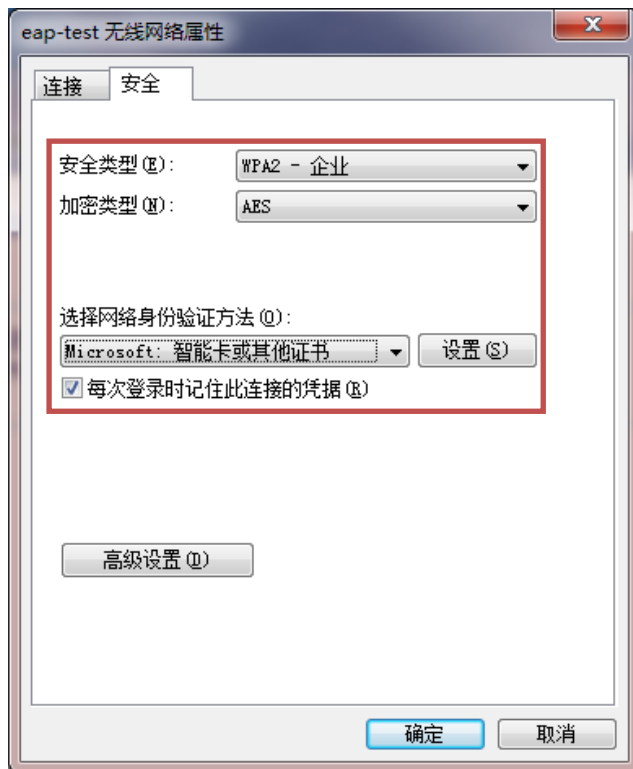 eap-test 无线网络属性
连接 安全
安全类型(E): WPA2 - 企业
加密类型(N): AES
选择网络身份验证方法(O):
Microsoft: 智能卡或其他证书 设置(S)
每次登录时记住此连接的凭据(R)
高级设置(D)
确定 取消